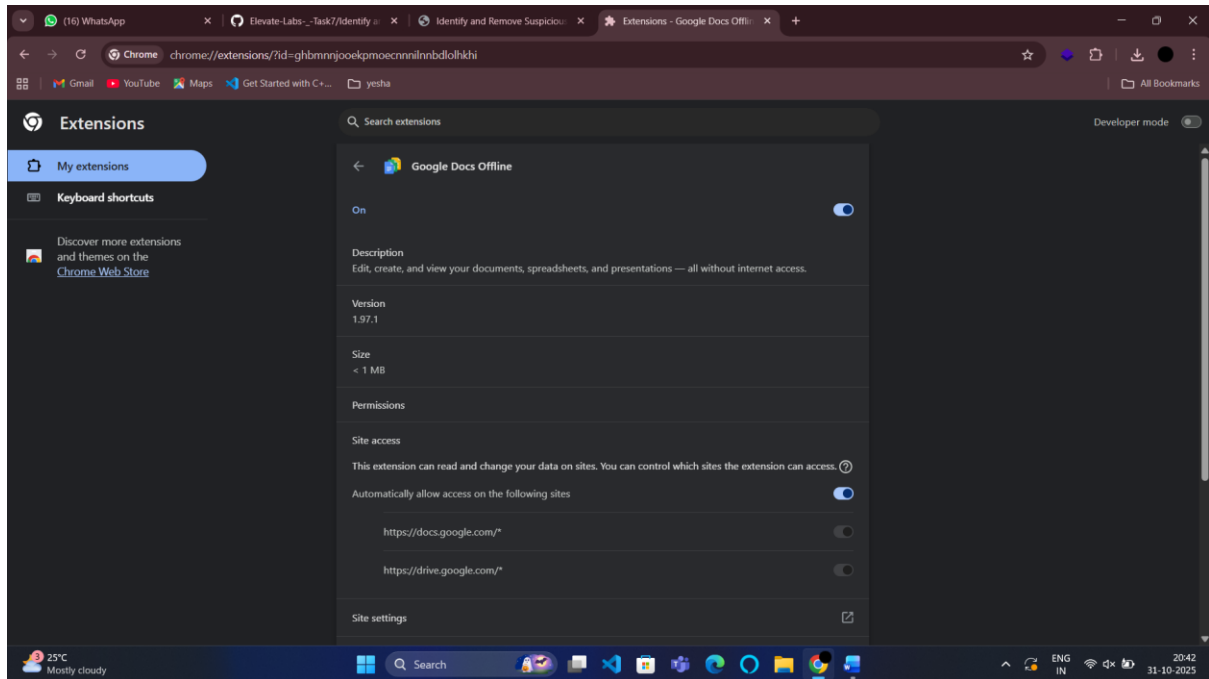 (16) WhatsApp
Elevate-Labs-_-Task7/Identify a
Identify and Remove Suspiciou
Extensions - Google Docs Offlin
Chrome
chrome://extensions/?id=ghbmnnjooekpmoecnnnilnnbdlolhkhi
Gmail
YouTube
Maps
Get Started with C+...
yesha
All Bookmarks
Extensions
Search extensions
Developer mode
My extensions
Keyboard shortcuts
Discover more extensions
and themes on the
Chrome Web Store
Google Docs Offline
On
Description
Edit, create, and view your documents, spreadsheets, and presentations — all without internet access.
Version
1.97.1
Size
< 1 MB
Permissions
Site access
This extension can read and change your data on sites. You can control which sites the extension can access.
Automatically allow access on the following sites
https://docs.google.com/*
https://drive.google.com/*
Site settings
3
25°C
Mostly cloudy
Search
ENG
IN
20:42
31-10-2025